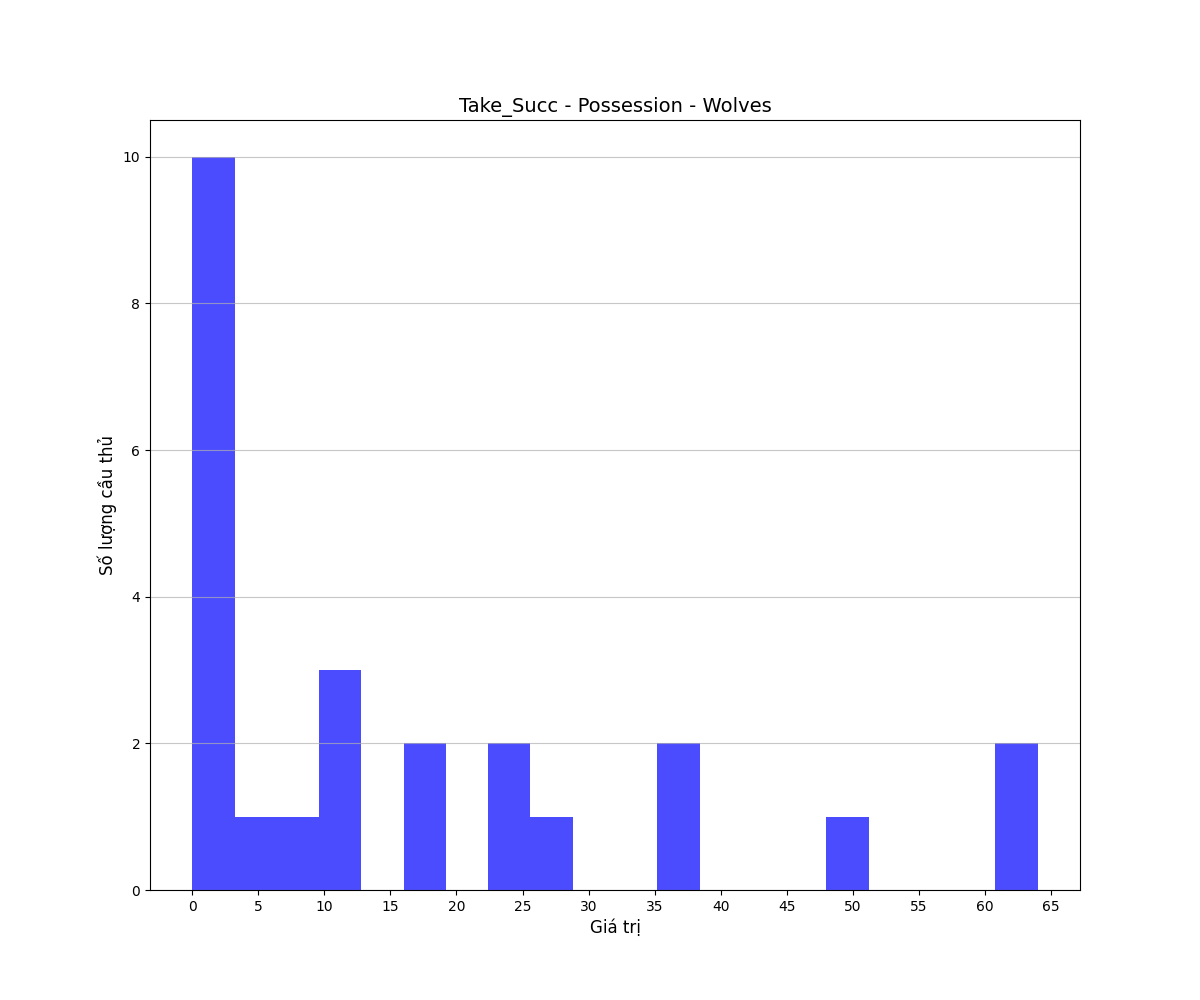 Take_Succ - Possession - Wolves
10
8
6
4
2
0
Số lượng cầu thủ
0 5 10 15 20 25 30 35 40 45 50 55 60 65
Giá trị